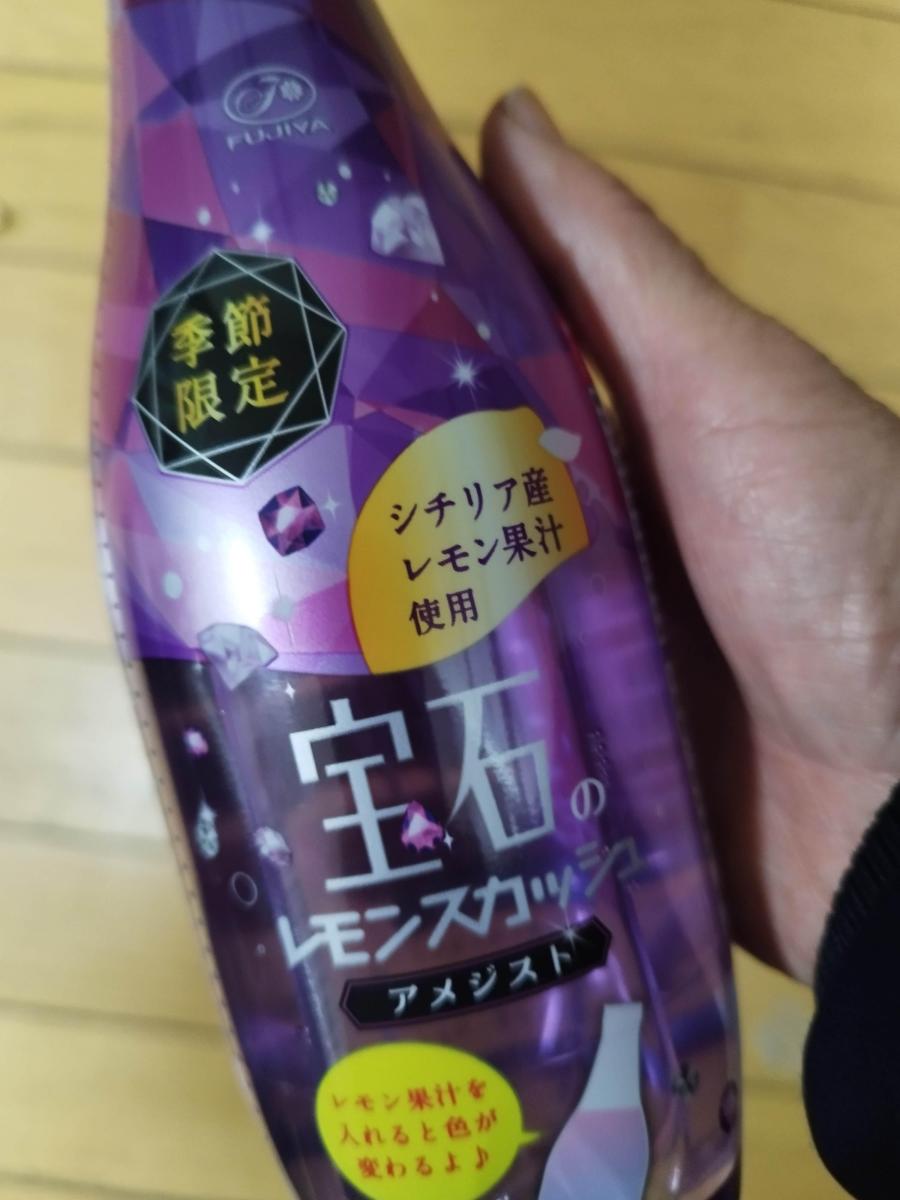 FUJIYA
季節
限定
シチリア産
レモン果汁
使用
宝石の
レモンスカッシュ
アメジスト
レモン果汁を
入れると色が
変わるよ♪